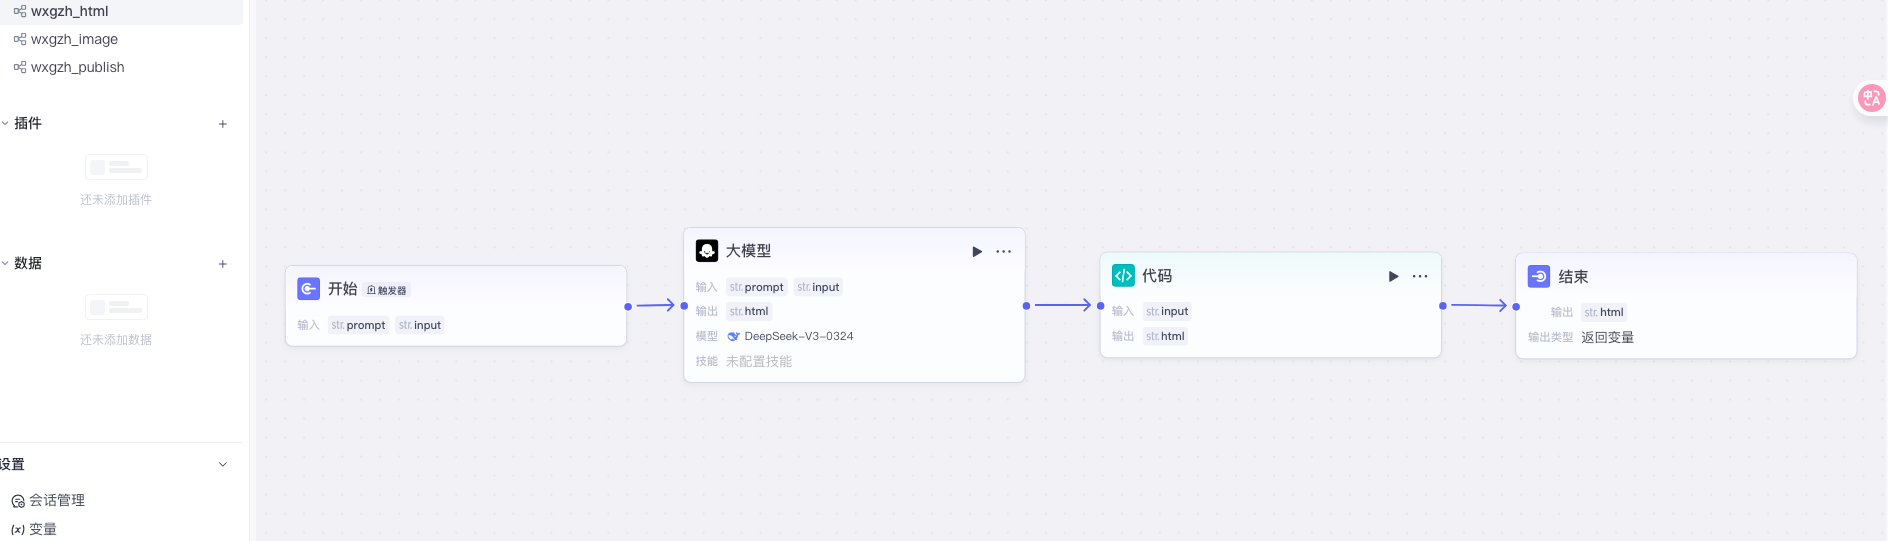 wxgzh_html
wxgzh_image
wxgzh_publish
插件 +
还未添加插件
数据 +
还未添加数据
设置
会话管理
(x) 变量
开始 触发器
输入 str. prompt str. input
大模型
输入 str. prompt str. input
输出 str. html
模型 DeepSeek-V3-0324
技能 未配置技能
代码
输入 str. input
输出 str. html
结束
输出 str. html
输出类型 返回变量
中 A